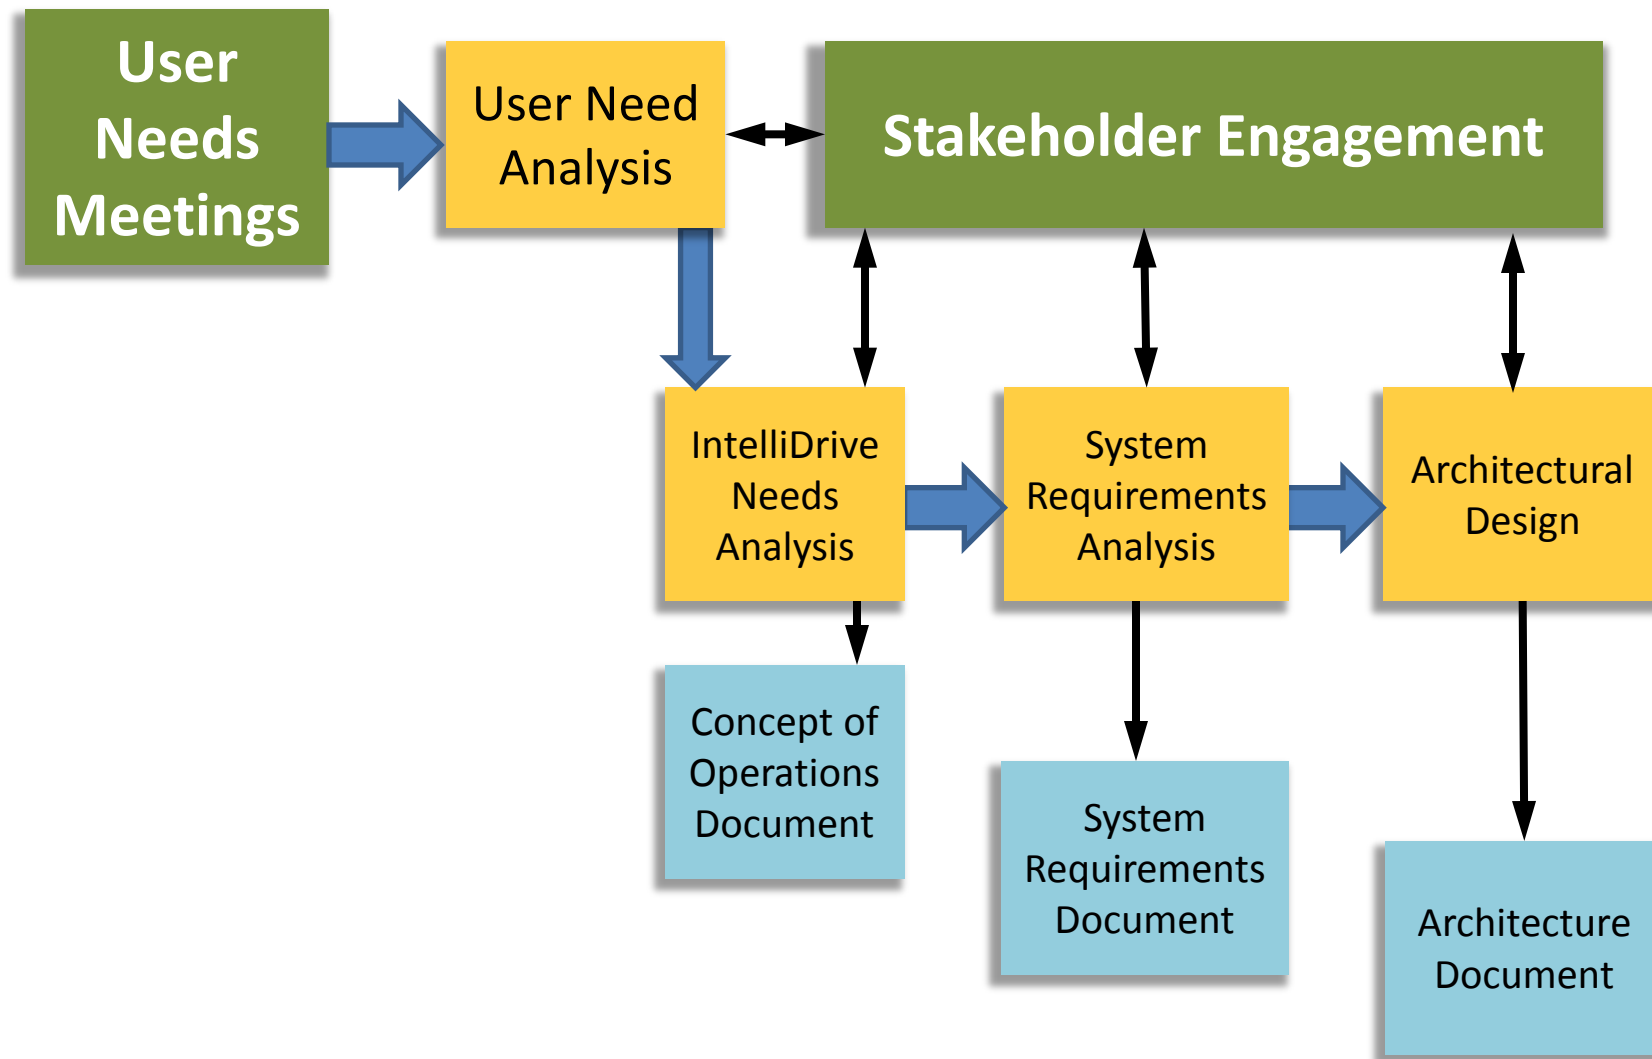 User
Needs
Meetings
User Need
Analysis
Stakeholder Engagement
IntelliDrive
Needs
Analysis
System
Requirements
Analysis
Architectural
Design
Concept of
Operations
Document
System
Requirements
Document
Architecture
Document